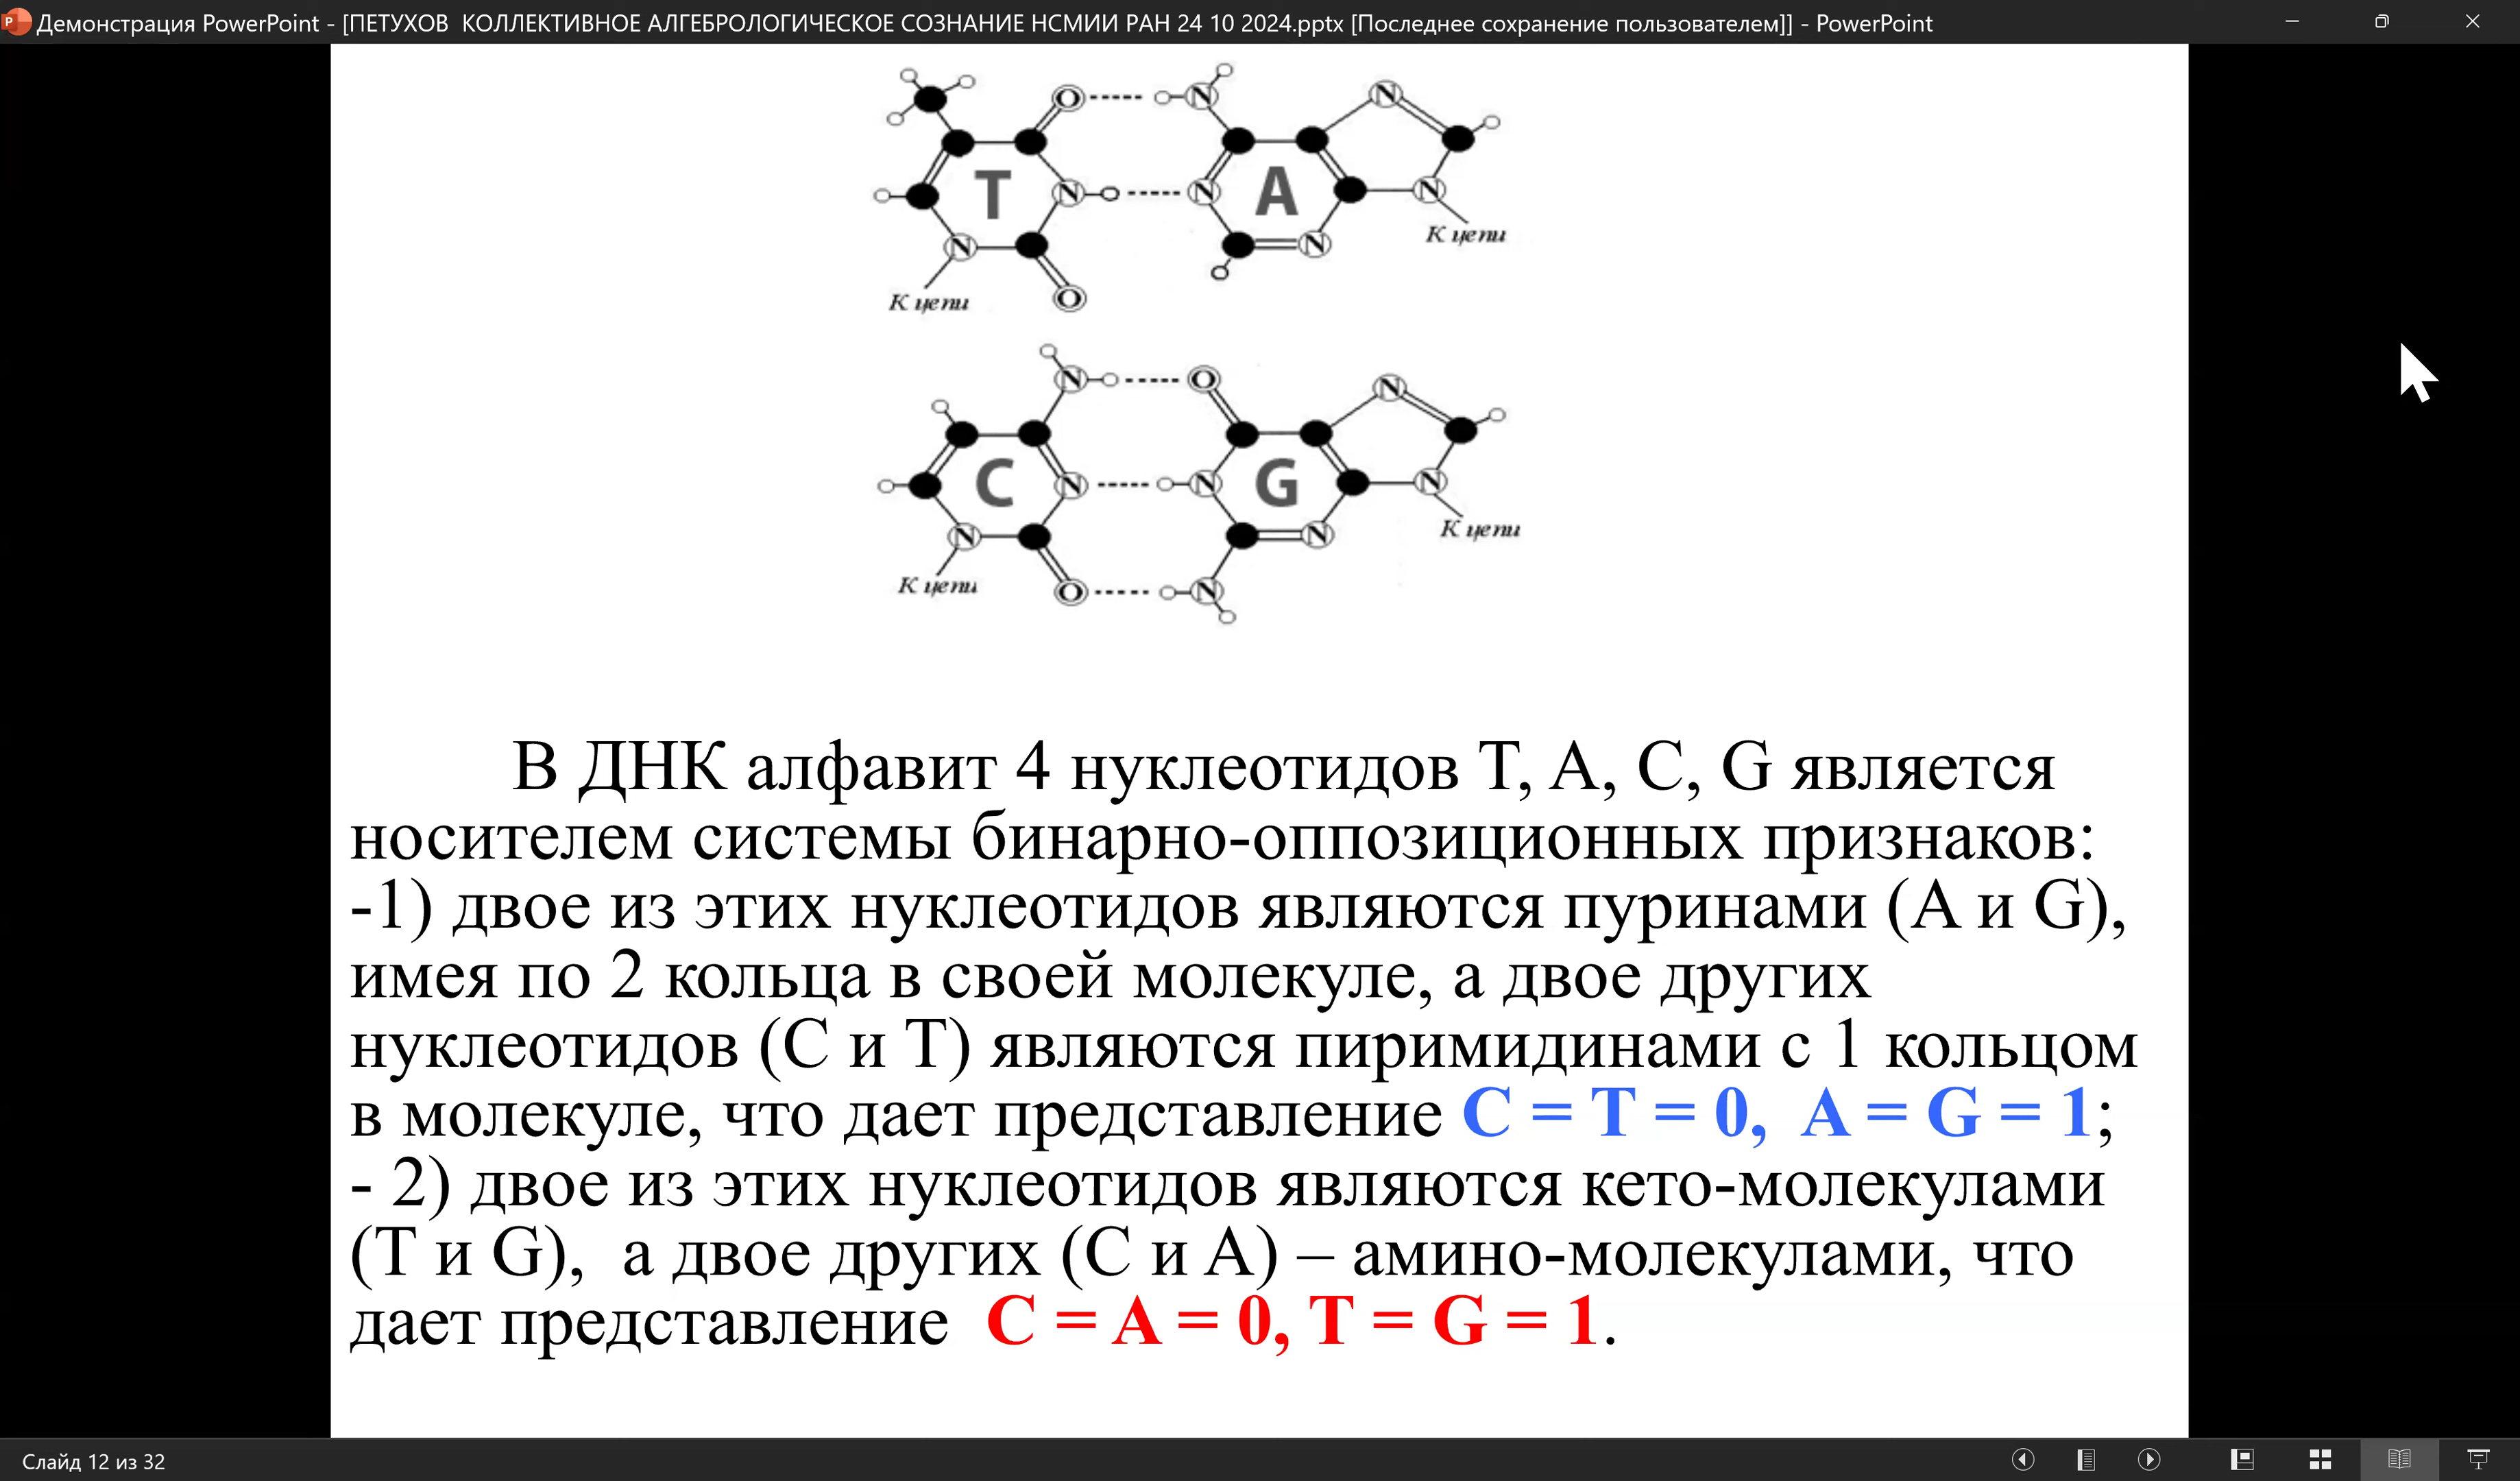 Демонстрация PowerPoint - [ПЕТУХОВ  КОЛЛЕКТИВНОЕ АЛГЕБРОЛОГИЧЕСКОЕ СОЗНАНИЕ НСМИИ РАН 24 10 2024.pptx [Последнее сохранение пользователем]] - PowerPoint
O N N
T N N A
N N N
К цепи
К цепи O
N O N
C N N G
N N N
К цепи
К цепи O N
В ДНК алфавит 4 нуклеотидов T, A, C, G является
носителем системы бинарно-оппозиционных признаков:
-1) двое из этих нуклеотидов являются пуринами (A и G),
имея по 2 кольца в своей молекуле, а двое других
нуклеотидов (C и T) являются пиримидинами с 1 кольцом
в молекуле, что дает представление C = T = 0, A = G = 1;
- 2) двое из этих нуклеотидов являются кето-молекулами
(T и G), а двое других (C и A) – амино-молекулами, что
дает представление C = A = 0, T = G = 1.
Слайд 12 из 32